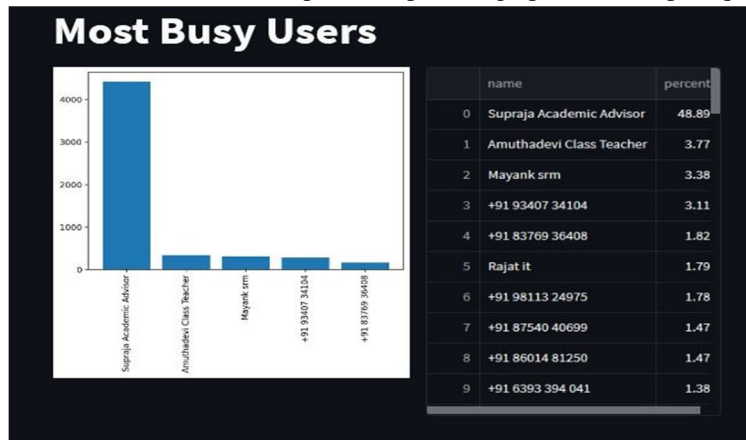 Most Busy Users
4000
3000
2000
1000
0
Supraja Academic Advisor
Amuthadevi Class Teacher
Mayank srm
+91 93407 34104
+91 83769 36408
name percent
0 Supraja Academic Advisor 48.89
1 Amuthadevi Class Teacher 3.77
2 Mayank srm 3.38
3 +91 93407 34104 3.11
4 +91 83769 36408 1.82
5 Rajat it 1.79
6 +91 98113 24975 1.78
7 +91 87540 40699 1.47
8 +91 86014 81250 1.47
9 +91 6393 394 041 1.38